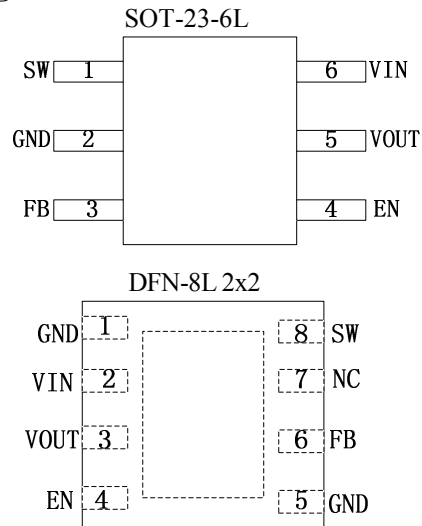 SOT-23-6L
SW 1 6 VIN
GND 2 5 VOUT
FB 3 4 EN
DFN-8L 2x2
GND 1 8 SW
VIN 2 7 NC
VOUT 3 6 FB
EN 4 5 GND